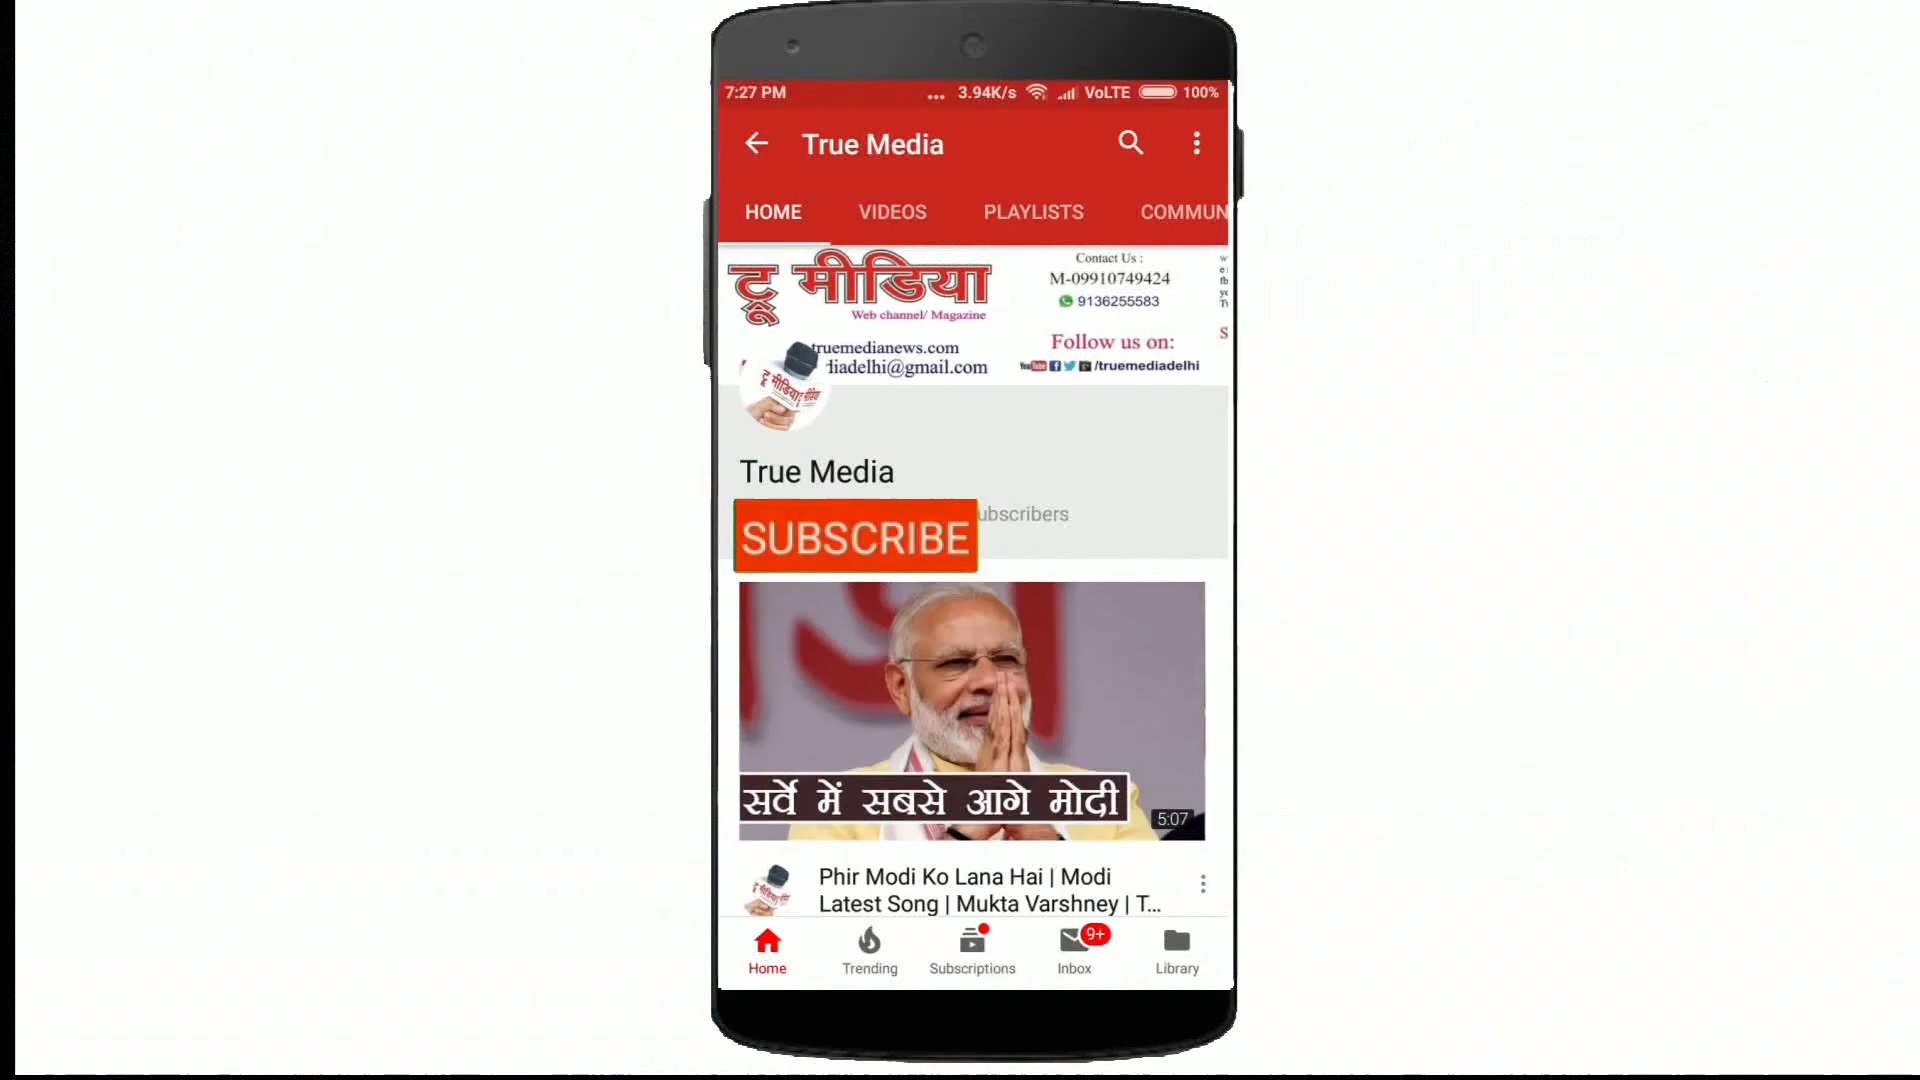 7:27 PM ... 3.94K/s VoLTE 100%
True Media
HOME VIDEOS PLAYLISTS COMMUN
टू मीडिया
Web channel/ Magazine
Contact Us :
M-09910749424
9136255583
truemedianews.com
diadelhi@gmail.com
Follow us on:
You Tube /truemediadelhi
टू मीडिया
True Media
SUBSCRIBE ubscribers
सर्वे में सबसे आगे मोदी
5:07
Phir Modi Ko Lana Hai | Modi
Latest Song | Mukta Varshney | T...
9+
Home Trending Subscriptions Inbox Library